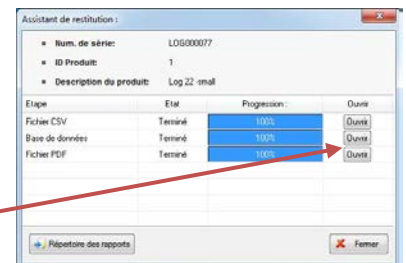 Assistant de restitution :
Num. de série: LOG000077
ID Produit: 1
Description du produit: Log 22 -small
Etape Etat Progression : Ouvrir
Fichier CSV Terminé 100% Ouvrir
Base de données Terminé 100% Ouvrir
Fichier PDF Terminé 100% Ouvrir
Répertoire des rapports Fermer